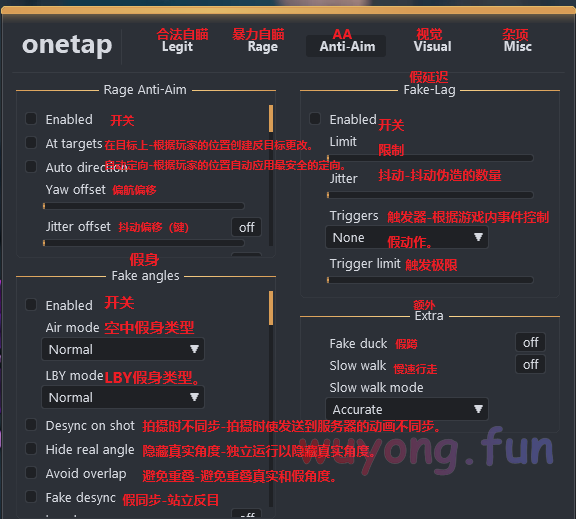 合法自瞄 暴力自瞄 AA 视觉 杂项
onetap Legit Rage Anti-Aim Visual Misc
假延迟
Rage Anti-Aim
Enabled 开关
At targets 在目标上-根据玩家的位置创建反目标更改。
Auto direction 自动定向-根据玩家的位置自动应用最安全的定向。
Yaw offset 偏航偏移
Jitter offset 抖动偏移（键） off
假身
Fake angles
Enabled 开关
Air mode 空中假身类型
Normal
LBY mode LBY假身类型。
Normal
Desync on shot 拍摄时不同步-拍摄时使发送到服务器的动画不同步。
Hide real angle 隐藏真实角度-独立运行以隐藏真实角度。
Avoid overlap 避免重叠-避免重叠真实和假角度。
Fake desync 假同步-站立反目
off
Fake-Lag
Enabled 开关
Limit 限制
Jitter 抖动-抖动伪造的数量
Triggers 触发器-根据游戏内事件控制
None 假动作。
Trigger limit 触发极限
额外
Extra
Fake duck 假蹲 off
Slow walk 慢速行走 off
Slow walk mode
Accurate
wuyong.fun